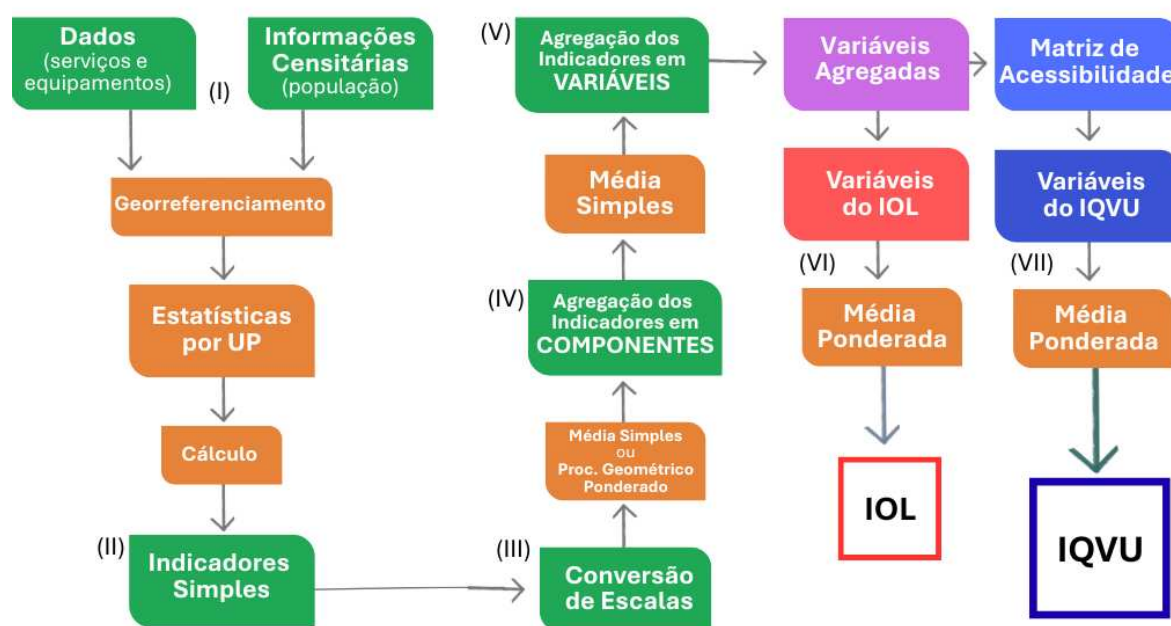 Dados
(serviços e
equipamentos)
(I)
Informações
Censitárias
(população)
Georreferenciamento
Estatísticas
por UP
Cálculo
(II)
Indicadores
Simples
(III)
Conversão
de Escalas
Média Simples
ou
Proc. Geométrico
Ponderado
(IV)
Agregação dos
Indicadores em
COMPONENTES
Média
Simples
(V)
Agregação dos
Indicadores em
VARIÁVEIS
Variáveis
Agregadas
Variáveis
do IOL
(VI)
Média
Ponderada
IOL
Matriz de
Acessibilidade
Variáveis
do IQVU
(VII)
Média
Ponderada
IQVU